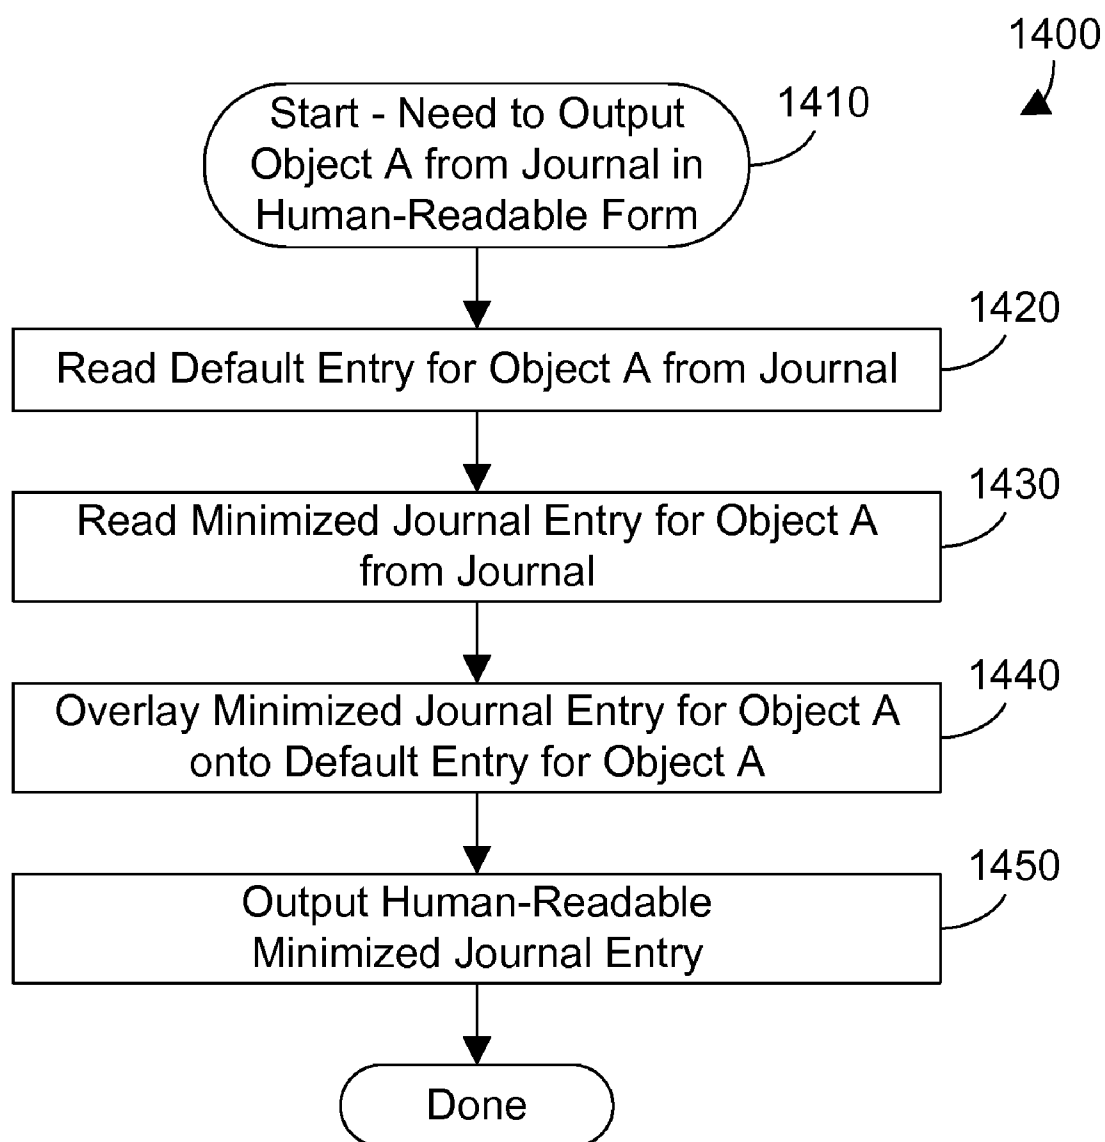 1400
Start - Need to Output
Object A from Journal in
Human-Readable Form
1410
Read Default Entry for Object A from Journal
1420
Read Minimized Journal Entry for Object A
from Journal
1430
Overlay Minimized Journal Entry for Object A
onto Default Entry for Object A
1440
Output Human-Readable
Minimized Journal Entry
1450
Done